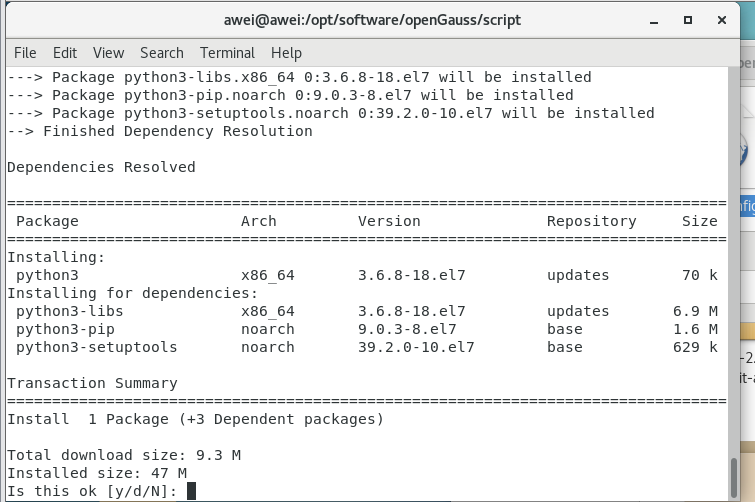 awei@awei:/opt/software/openGauss/script
File Edit View Search Terminal Help
---> Package python3-libs.x86_64 0:3.6.8-18.el7 will be installed
---> Package python3-pip.noarch 0:9.0.3-8.el7 will be installed
---> Package python3-setuptools.noarch 0:39.2.0-10.el7 will be installed
--> Finished Dependency Resolution
Dependencies Resolved
================================================================================
Package Arch Version Repository Size
================================================================================
Installing:
python3 x86_64 3.6.8-18.el7 updates 70 k
Installing for dependencies:
python3-libs x86_64 3.6.8-18.el7 updates 6.9 M
python3-pip noarch 9.0.3-8.el7 base 1.6 M
python3-setuptools noarch 39.2.0-10.el7 base 629 k
Transaction Summary
================================================================================
Install 1 Package (+3 Dependent packages)
Total download size: 9.3 M
Installed size: 47 M
Is this ok [y/d/N]: